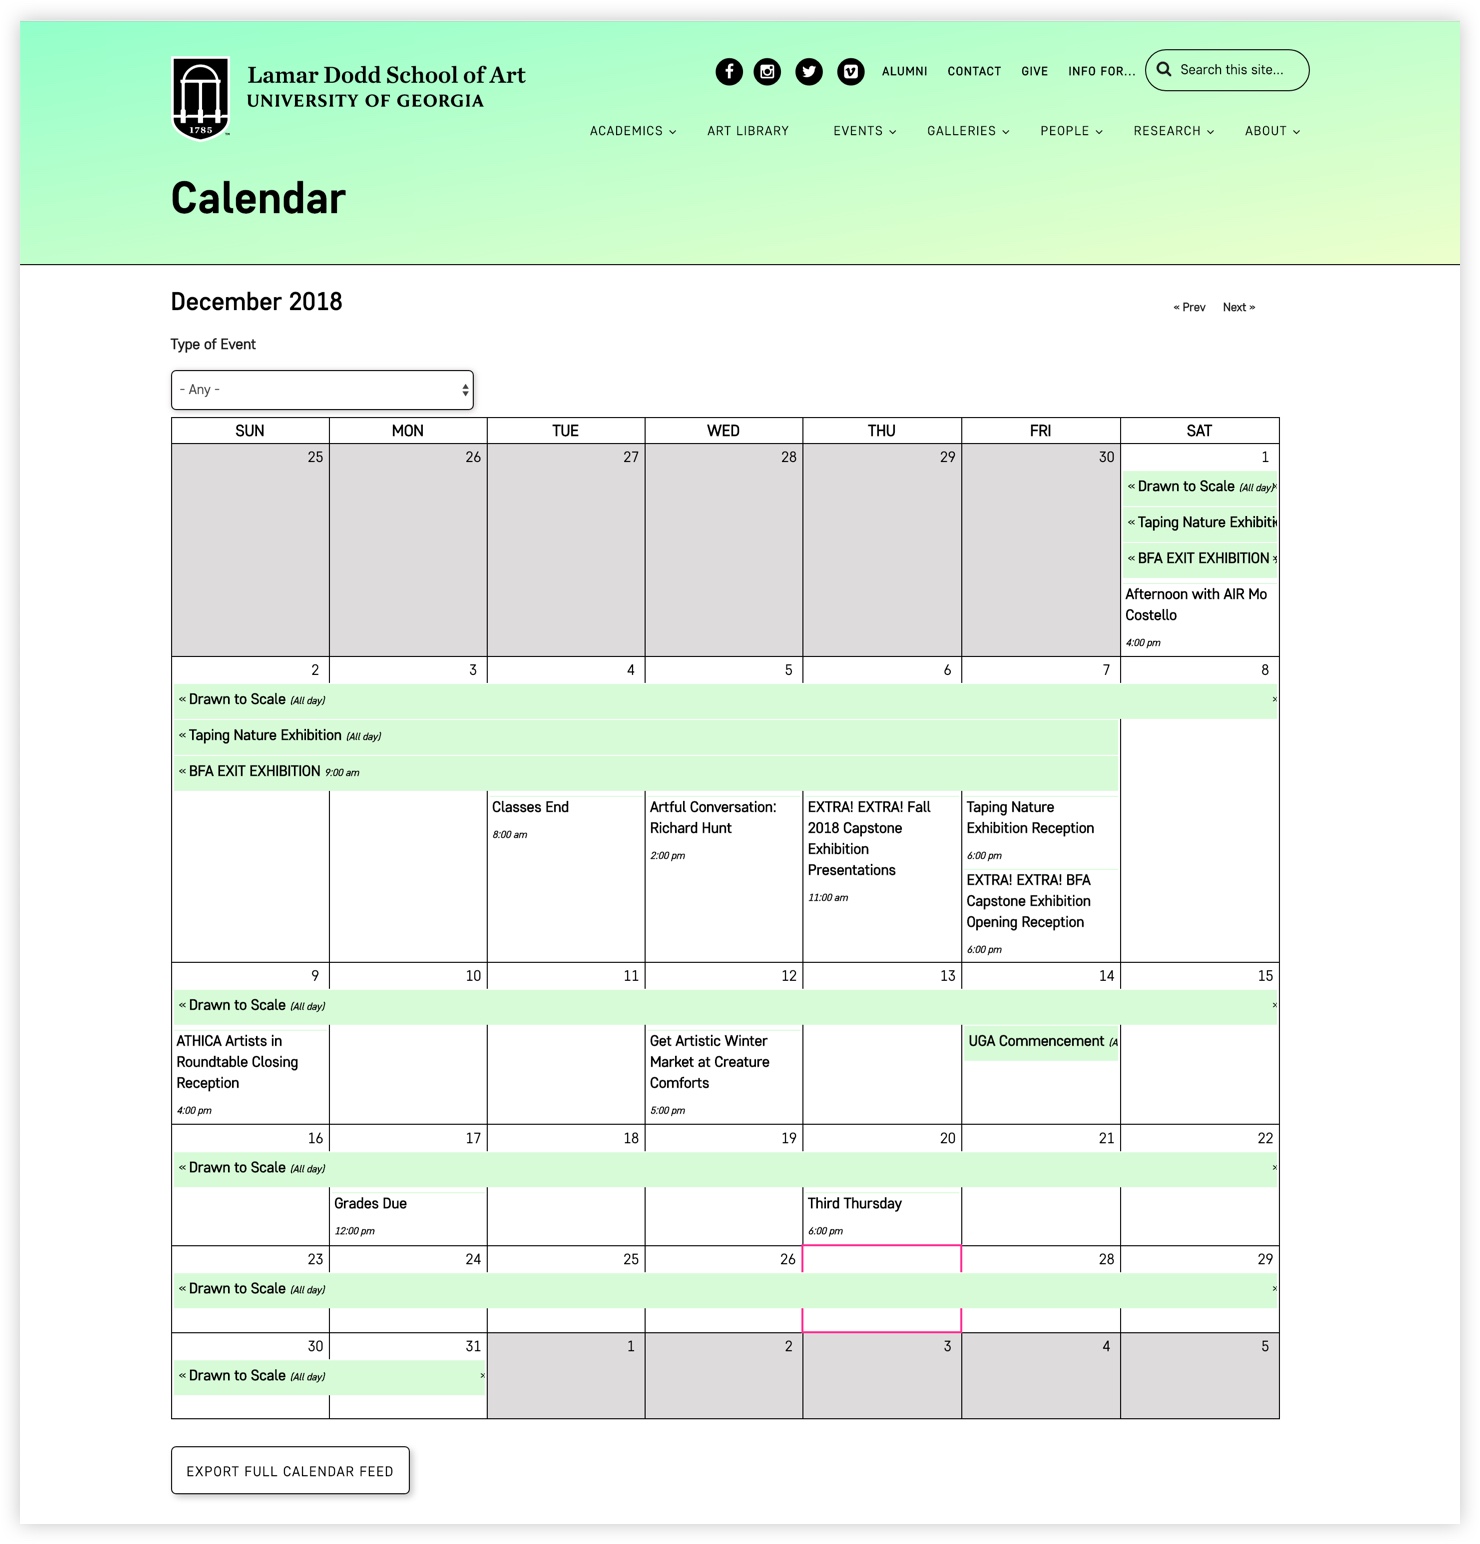 1785
Lamar Dodd School of Art
UNIVERSITY OF GEORGIA
ALUMNI CONTACT GIVE INFO FOR... Search this site...
ACADEMICS ART LIBRARY EVENTS GALLERIES PEOPLE RESEARCH ABOUT
Calendar
December 2018
« Prev Next »
Type of Event
- Any -
SUN MON TUE WED THU FRI SAT
25 26 27 28 29 30 1
« Drawn to Scale (All day)
« Taping Nature Exhibiti
« BFA EXIT EXHIBITION
Afternoon with AIR Mo
Costello
4:00 pm
2 3 4 5 6 7 8
« Drawn to Scale (All day) »
« Taping Nature Exhibition (All day)
« BFA EXIT EXHIBITION 9:00 am
Classes End
8:00 am
Artful Conversation:
Richard Hunt
2:00 pm
EXTRA! EXTRA! Fall
2018 Capstone
Exhibition
Presentations
11:00 am
Taping Nature
Exhibition Reception
6:00 pm
EXTRA! EXTRA! BFA
Capstone Exhibition
Opening Reception
6:00 pm
9 10 11 12 13 14 15
« Drawn to Scale (All day) »
ATHICA Artists in
Roundtable Closing
Reception
4:00 pm
Get Artistic Winter
Market at Creature
Comforts
5:00 pm
UGA Commencement (A
16 17 18 19 20 21 22
« Drawn to Scale (All day) »
Grades Due
12:00 pm
Third Thursday
6:00 pm
23 24 25 26 28 29
« Drawn to Scale (All day) »
30 31 1 2 3 4 5
« Drawn to Scale (All day) »
EXPORT FULL CALENDAR FEED